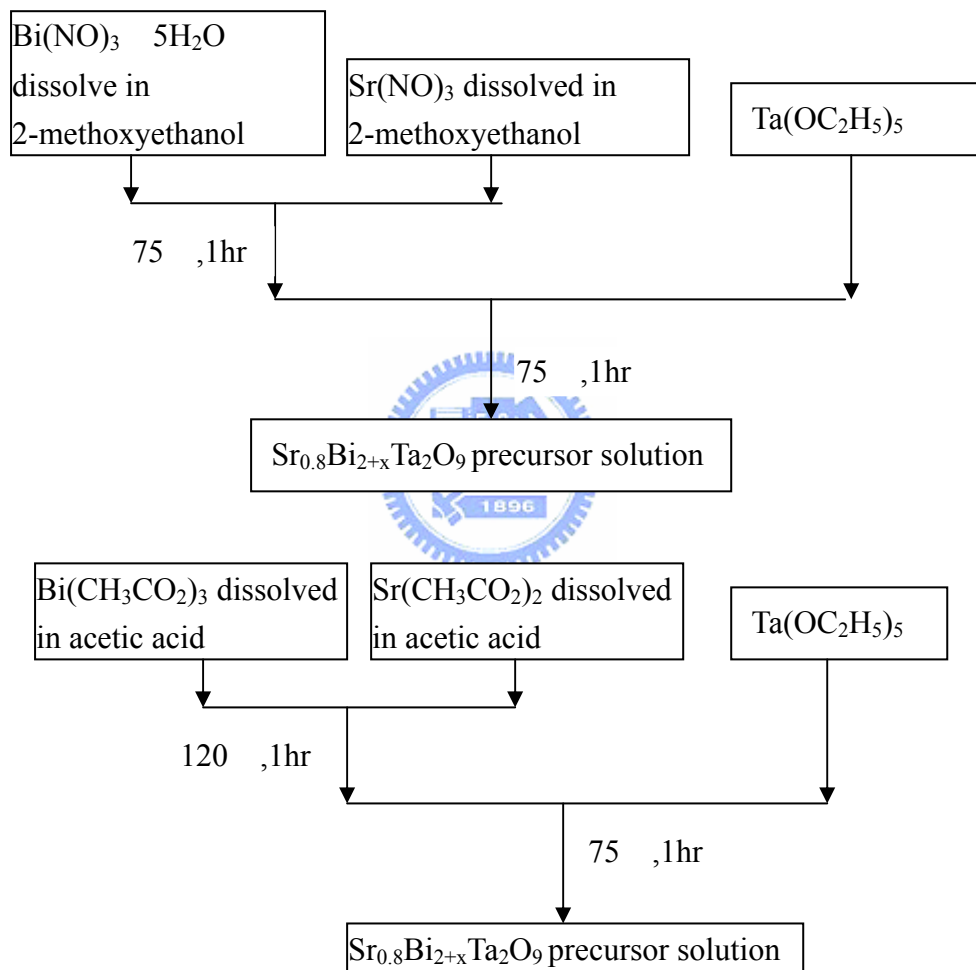 Bi(NO)₃ 5H₂O
dissolve in
2-methoxyethanol
Sr(NO)₃ dissolved in
2-methoxyethanol
Ta(OC₂H₅)₅
75 ,1hr
75 ,1hr
Sr₀.₈Bi₂₊ₓTa₂O₉ precursor solution
1896
Bi(CH₃CO₂)₃ dissolved
in acetic acid
Sr(CH₃CO₂)₂ dissolved
in acetic acid
Ta(OC₂H₅)₅
120 ,1hr
75 ,1hr
Sr₀.₈Bi₂₊ₓTa₂O₉ precursor solution